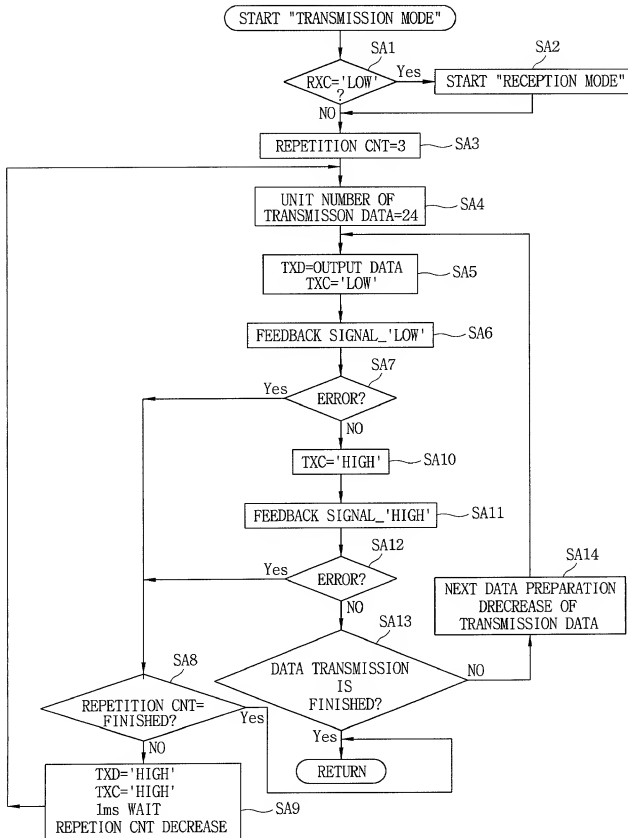 START "TRANSMISSION MODE"
SA1
RXC='LOW'
?
Yes
NO
SA2
START "RECEPTION MODE"
REPETITION CNT=3
SA3
UNIT NUMBER OF
TRANSMISSON DATA=24
SA4
TXD=OUTPUT DATA
TXC='LOW'
SA5
FEEDBACK SIGNAL_'LOW'
SA6
SA7
Yes
ERROR?
NO
TXC='HIGH'
SA10
FEEDBACK SIGNAL_'HIGH'
SA11
SA12
Yes
ERROR?
NO
SA14
NEXT DATA PREPARATION
DRECREASE OF
TRANSMISSION DATA
SA13
DATA TRANSMISSION
IS
FINISHED?
NO
Yes
SA8
REPETITION CNT=
FINISHED?
Yes
NO
RETURN
TXD='HIGH'
TXC='HIGH'
1ms WAIT
REPETION CNT DECREASE
SA9